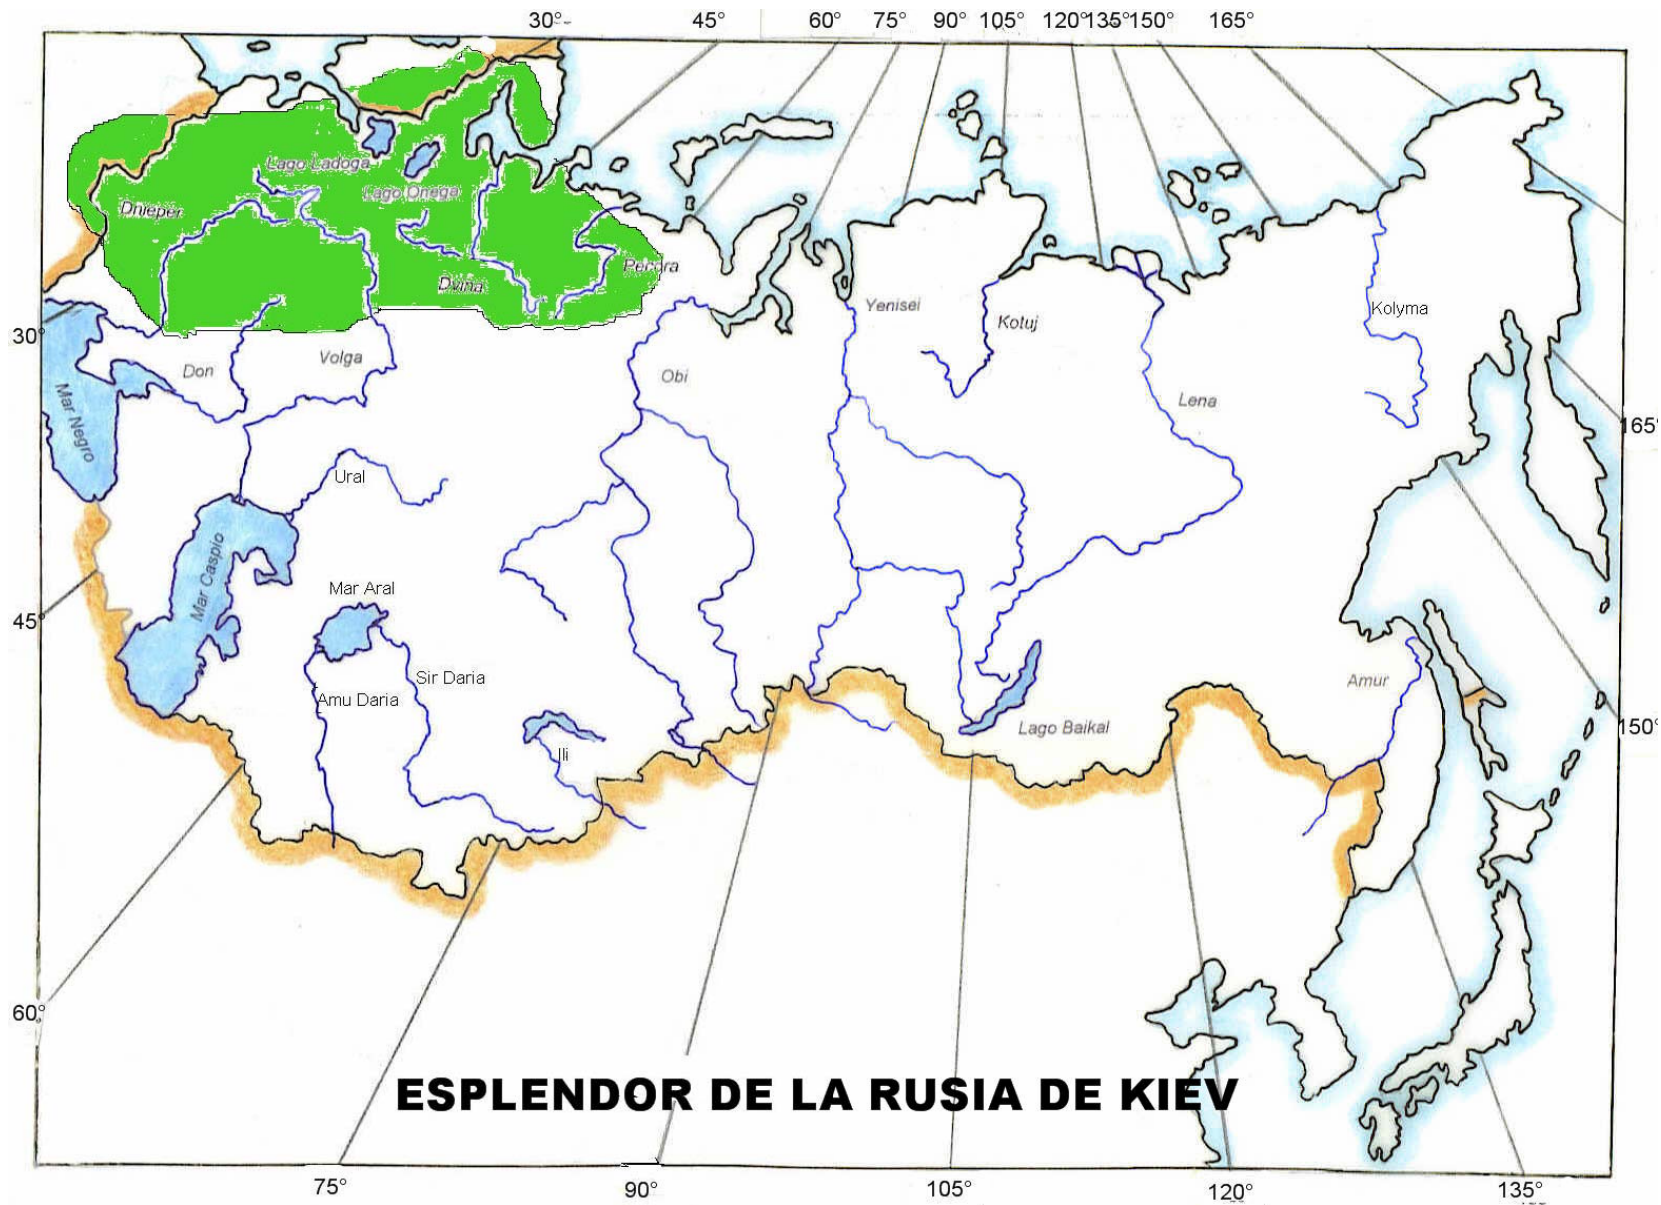 30°
45°
60°
75°
90°
105°
120°
135°
150°
165°
Lago Ladoga
Lago Onega
Dnieper
Dvina
Pecora
Yenisei
Kotuj
Kolyma
30°
Don
Volga
Obi
Lena
Mar Negro
165°
Ural
Mar Caspio
Mar Aral
45°
Sir Daria
Amu Daria
Amur
Lago Baikal
150°
Ili
60°
ESPLENDOR DE LA RUSIA DE KIEV
75°
90°
105°
120°
135°